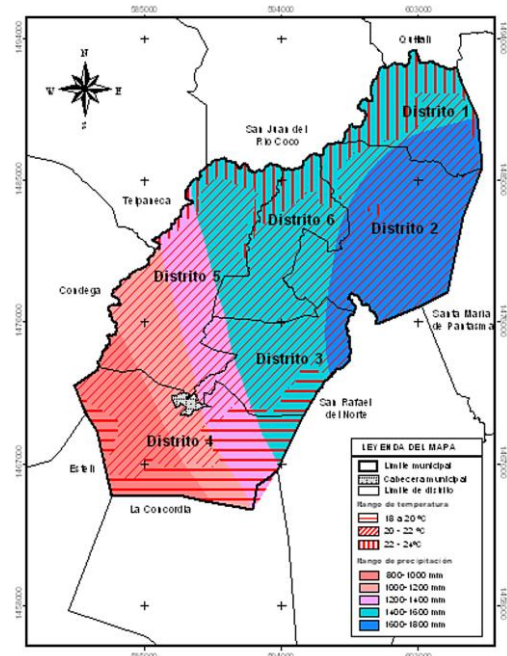 N
W E
S
Quilalí
Distrito 1
San Juan del
Río Coco
Telpaneca
Distrito 6
Distrito 2
Distrito 5
Condega
Santa Maria
de Pantasma
Distrito 3
San Rafael
del Norte
Distrito 4
Estelí
La Concordia
LEYENDA DEL MAPA
Límite municipal
Cabecera municipal
Límite de distrito
Rango de temperatura
18 a 20 ºC
20 - 22 ºC
22 - 24ºC
Rango de precipitación
800-1000 mm
1000-1200 mm
1200-1400 mm
1400-1600 mm
1600-1800 mm